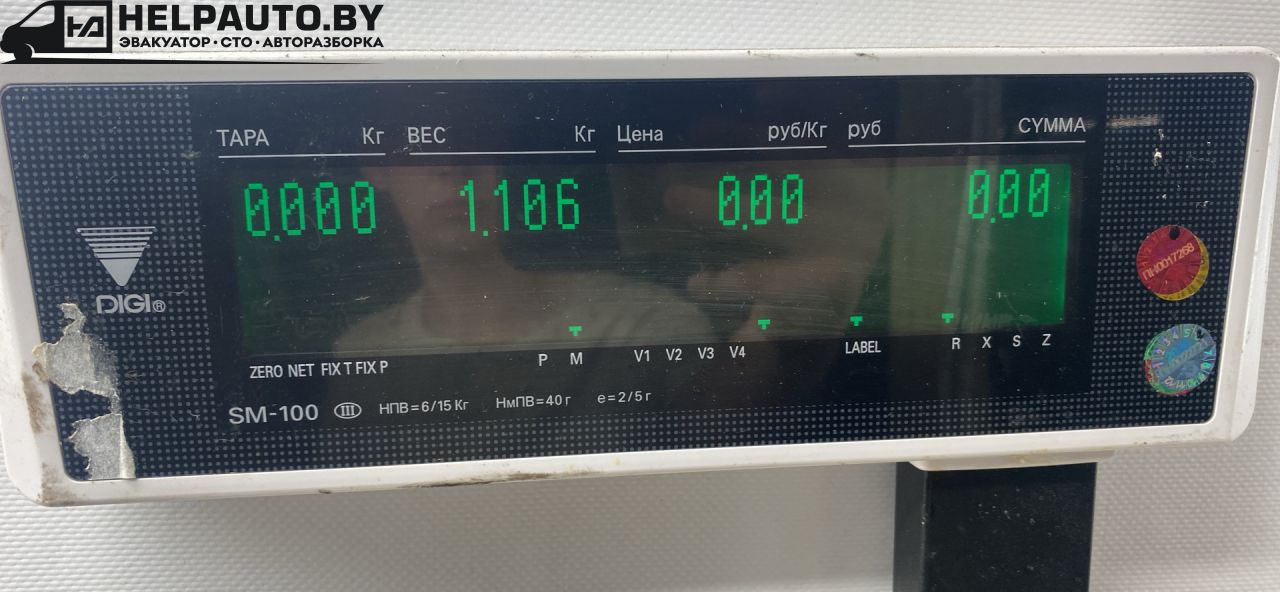 HELPAUTO.BY
ЭВАКУАТОР · СТО · АВТОРАЗБОРКА
ТАРА Кг ВЕС Кг Цена руб/Кг руб СУММА
0.000 1.106 0.00 0.00
DIGI®
ПН0017268
ZERO NET FIX T FIX P P M V1 V2 V3 V4 LABEL R X S Z
SM-100 III НПВ=6/15 Кг НмПВ=40 г e=2/5 г